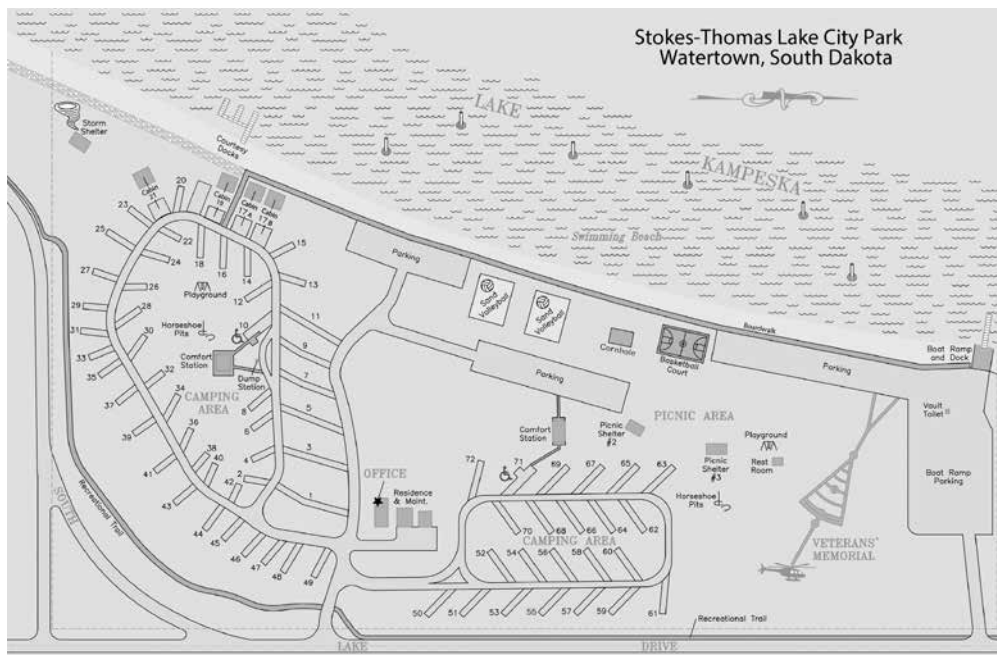 Stokes-Thomas Lake City Park
Watertown, South Dakota
LAKE
KAMPESKA
Storm
Shelter
Courtesy
Docks
Swimming Beach
Boardwalk
Cabin
21
20
Cabin
19
Cabin
17 A
Cabin
17 B
23
22
25
24
18
16
14
15
13
12
27
26
28
29
30
31
33
35
37
32
34
39
36
41
38
40
43
42
44
45
46
47
48
49
11
10
9
7
8
5
6
3
4
2
1
Playground
Horseshoe
Pits
Comfort
Station
Dump
Station
CAMPING
AREA
Parking
Sand
Volleyball
Sand
Volleyball
Cornhole
Basketball
Court
Parking
Parking
Boat Ramp
and Dock
Vault
Toilet
Boat Ramp
Parking
Comfort
Station
Picnic
Shelter
#2
PICNIC AREA
Picnic
Shelter
#3
Playground
Rest
Room
Horseshoe
Pits
VETERANS'
MEMORIAL
OFFICE
Residence
& Maint.
72
71
69
67
65
63
70
68
66
64
62
CAMPING AREA
52
54
56
58
60
50
51
53
55
57
59
61
SOUTH
Recreational Trail
Recreational Trail
LAKE
DRIVE